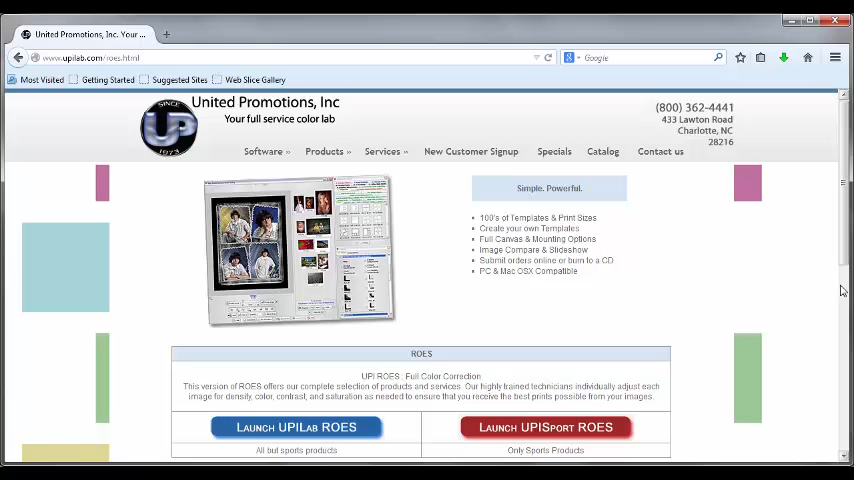 United Promotions, Inc. Your ...
www.upilab.com/roes.html
Google
Most Visited
Getting Started
Suggested Sites
Web Slice Gallery
SINCE
UP
1973
United Promotions, Inc
Your full service color lab
(800) 362-4441
433 Lawton Road
Charlotte, NC
28216
Software »
Products »
Services »
New Customer Signup
Specials
Catalog
Contact us
Simple. Powerful.
100's of Templates & Print Sizes
Create your own Templates
Full Canvas & Mounting Options
Image Compare & Slideshow
Submit orders online or burn to a CD
PC & Mac OSX Compatible
ROES
UPI ROES : Full Color Correction
This version of ROES offers our complete selection of products and services. Our highly trained technicians individually adjust each
image for density, color, contrast, and saturation as needed to ensure that you receive the best prints possible from your images.
Launch UPILab ROES
Launch UPISport ROES
All but sports products
Only Sports Products